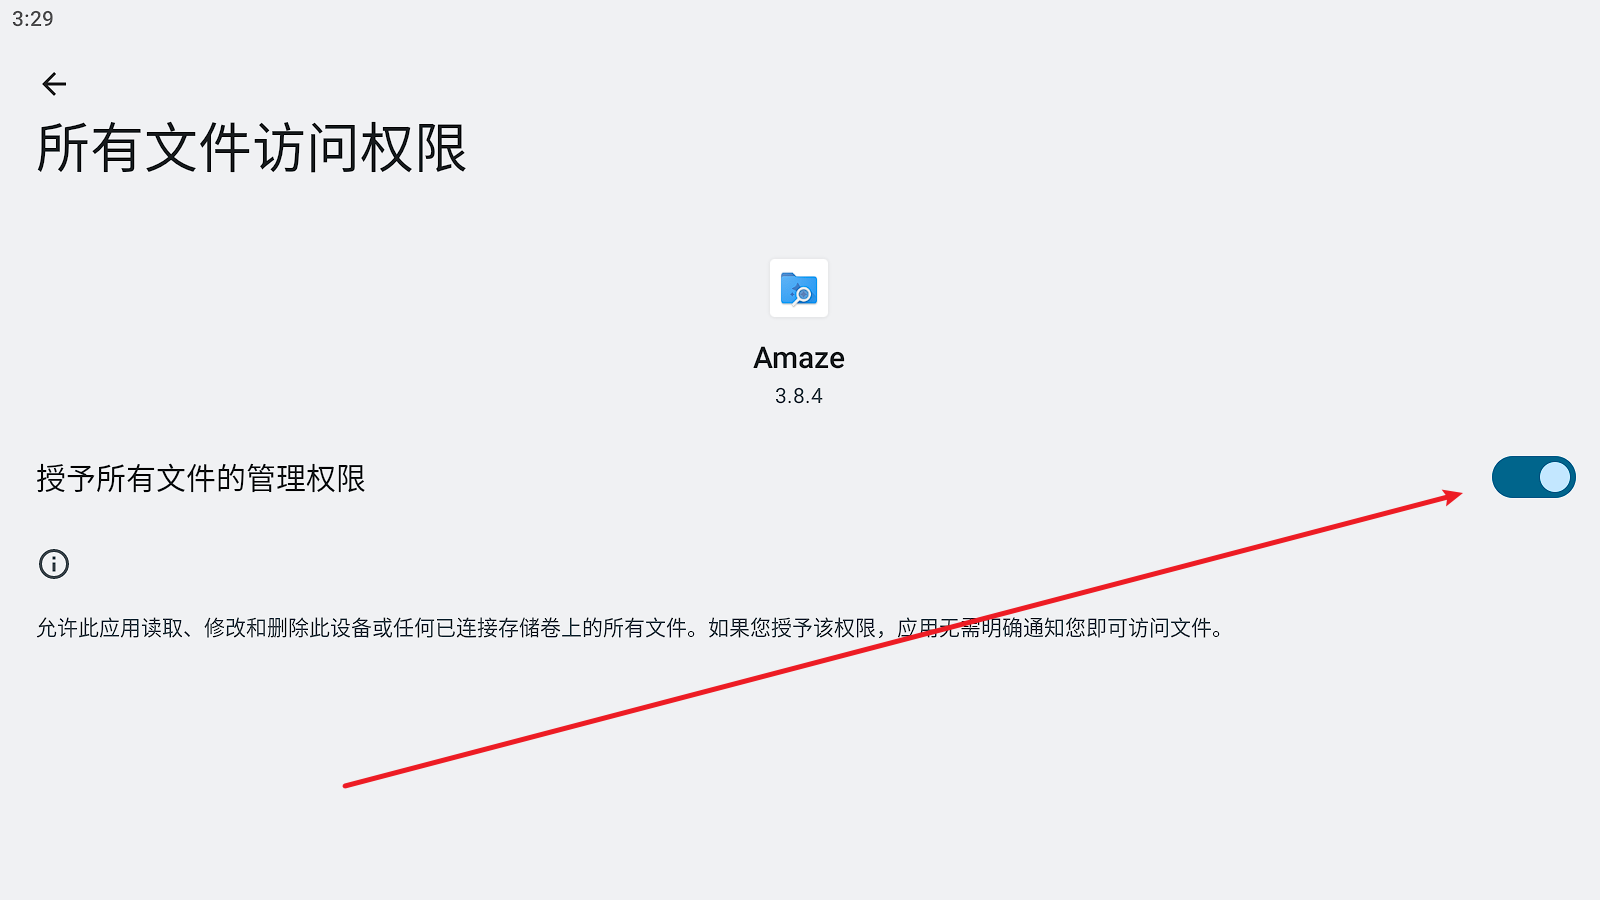 3:29
所有文件访问权限
Amaze
3.8.4
授予所有文件的管理权限
允许此应用读取、修改和删除此设备或任何已连接存储卷上的所有文件。如果您授予该权限，应用无需明确通知您即可访问文件。